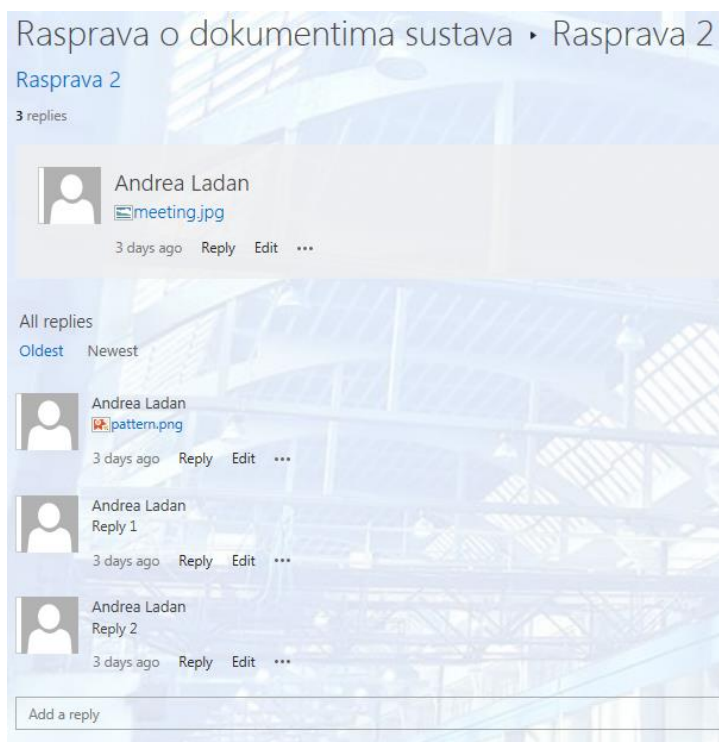 Rasprava o dokumentima sustava ‣ Rasprava 2
Rasprava 2
3 replies
Andrea Ladan
meeting.jpg
3 days ago Reply Edit •••
All replies
Oldest Newest
Andrea Ladan
pattern.png
3 days ago Reply Edit •••
Andrea Ladan
Reply 1
3 days ago Reply Edit •••
Andrea Ladan
Reply 2
3 days ago Reply Edit •••
Add a reply